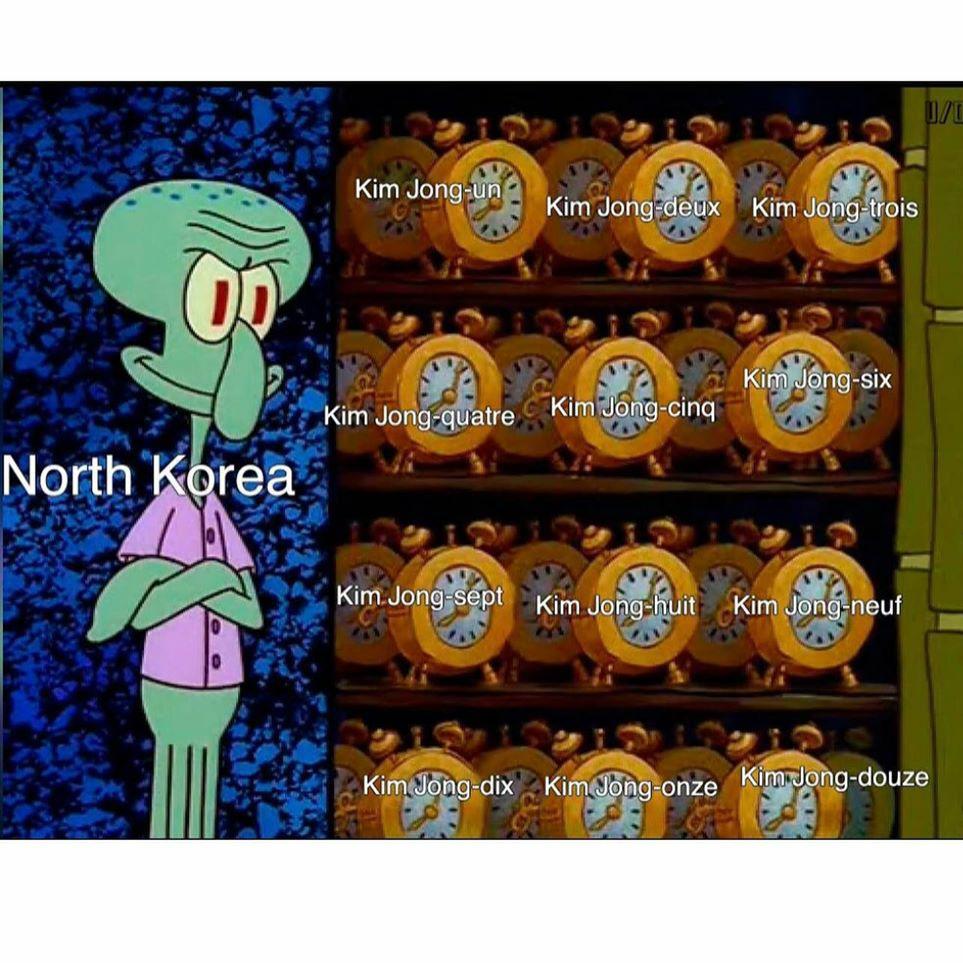 Kim Jong-un
Kim Jong-deux
Kim Jong-trois
Kim Jong-quatre
Kim Jong-cinq
Kim Jong-six
North Korea
Kim Jong-sept
Kim Jong-huit
Kim Jong-neuf
Kim Jong-dix
Kim Jong-onze
Kim Jong-douze